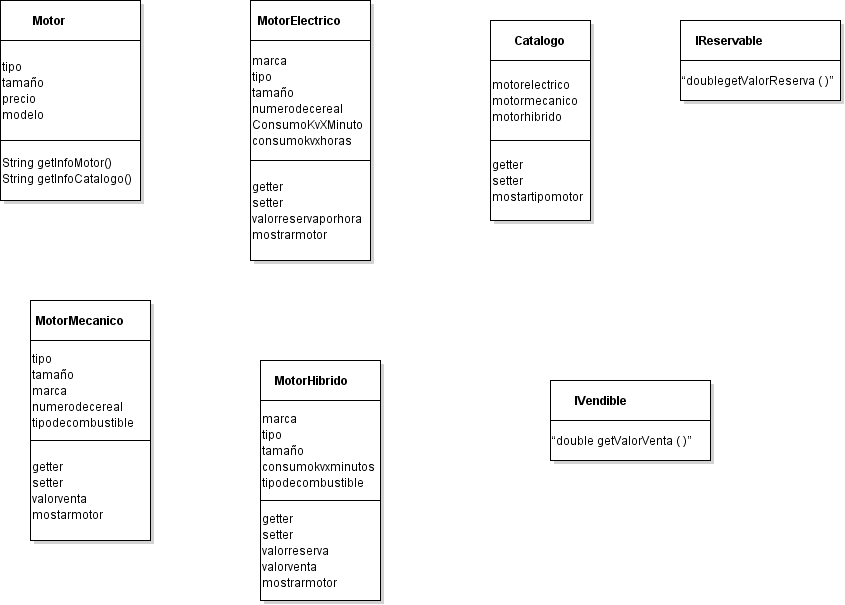 Motor
tipo
tamaño
precio
modelo
String getInfoMotor()
String getInfoCatalogo()
MotorElectrico
marca
tipo
tamaño
numerodecereal
ConsumoKvXMinuto
consumokvxhoras
getter
setter
valorreservaporhora
mostrarmotor
Catalogo
motorelectrico
motormecanico
motorhibrido
getter
setter
mostartipomotor
IReservable
“doublegetValorReserva ( )”
MotorMecanico
tipo
tamaño
marca
numerodecereal
tipodecombustible
getter
setter
valorventa
mostarmotor
MotorHibrido
marca
tipo
tamaño
consumokvxminutos
tipodecombustible
getter
setter
valorreserva
valorventa
mostrarmotor
IVendible
“double getValorVenta ( )”